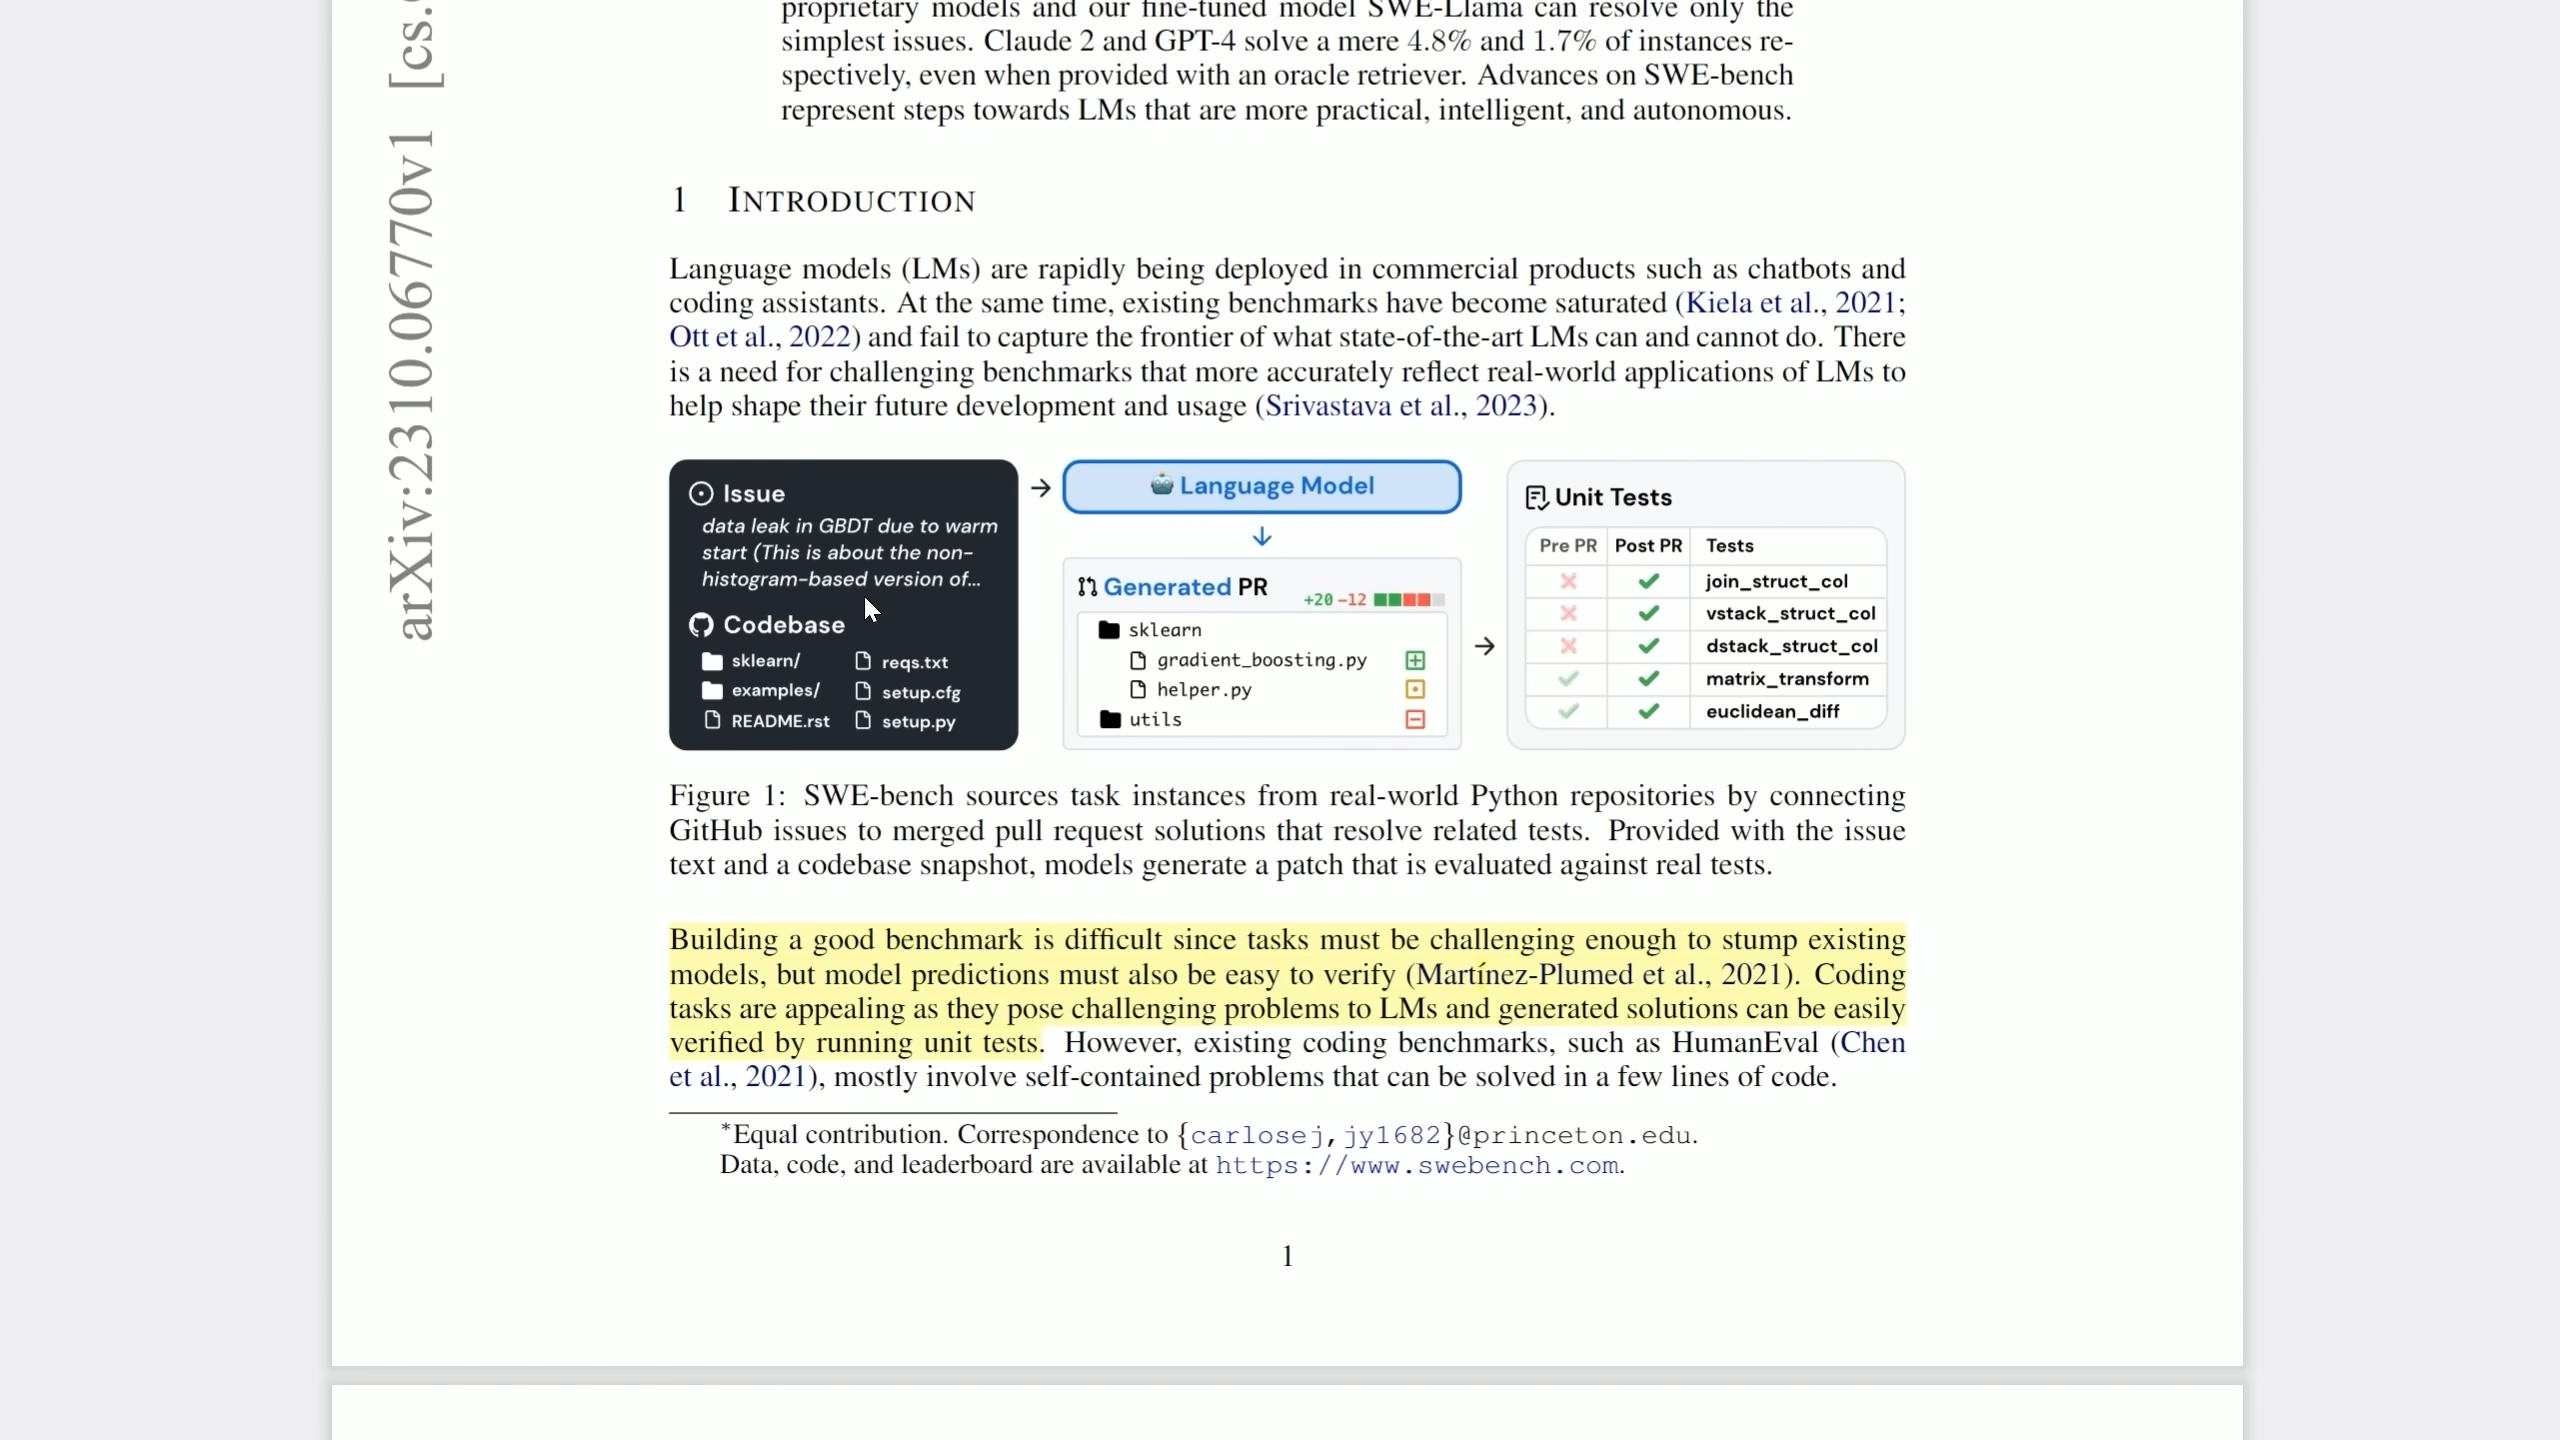 proprietary models and our fine-tuned model SWE-Llama can resolve only the
simplest issues. Claude 2 and GPT-4 solve a mere 4.8% and 1.7% of instances re-
spectively, even when provided with an oracle retriever. Advances on SWE-bench
represent steps towards LMs that are more practical, intelligent, and autonomous.
arXiv:2310.06770v1 [cs.
1 INTRODUCTION
Language models (LMs) are rapidly being deployed in commercial products such as chatbots and
coding assistants. At the same time, existing benchmarks have become saturated (Kiela et al., 2021;
Ott et al., 2022) and fail to capture the frontier of what state-of-the-art LMs can and cannot do. There
is a need for challenging benchmarks that more accurately reflect real-world applications of LMs to
help shape their future development and usage (Srivastava et al., 2023).
Issue
data leak in GBDT due to warm
start (This is about the non-
histogram-based version of...
Codebase
sklearn/ reqs.txt
examples/ setup.cfg
README.rst setup.py
Language Model
Generated PR
+20 -12
sklearn
gradient_boosting.py
helper.py
utils
Unit Tests
Pre PR Post PR Tests
join_struct_col
vstack_struct_col
dstack_struct_col
matrix_transform
euclidean_diff
Figure 1: SWE-bench sources task instances from real-world Python repositories by connecting
GitHub issues to merged pull request solutions that resolve related tests. Provided with the issue
text and a codebase snapshot, models generate a patch that is evaluated against real tests.
Building a good benchmark is difficult since tasks must be challenging enough to stump existing
models, but model predictions must also be easy to verify (Martínez-Plumed et al., 2021). Coding
tasks are appealing as they pose challenging problems to LMs and generated solutions can be easily
verified by running unit tests. However, existing coding benchmarks, such as HumanEval (Chen
et al., 2021), mostly involve self-contained problems that can be solved in a few lines of code.
*Equal contribution. Correspondence to {carlosej,jy1682}@princeton.edu.
Data, code, and leaderboard are available at https://www.swebench.com.
1